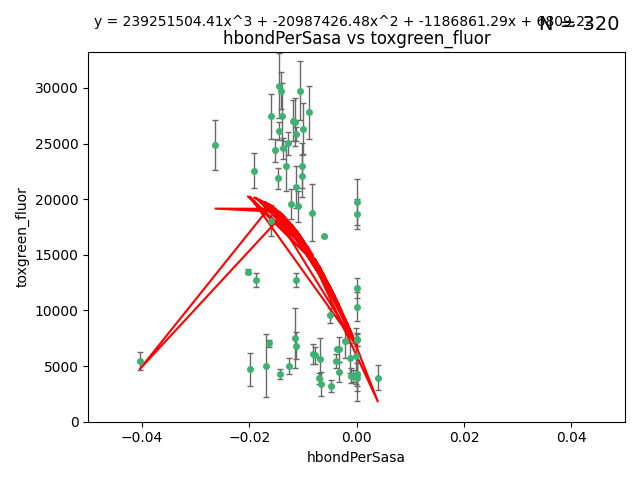 y = 239251504.41x^3 + -20987426.48x^2 + -1186861.29x +
N = 320
hbondPerSasa vs toxgreen_fluor
toxgreen_fluor
30000
25000
20000
15000
10000
5000
0
−0.04 −0.02 0.00 0.02 0.04
hbondPerSasa